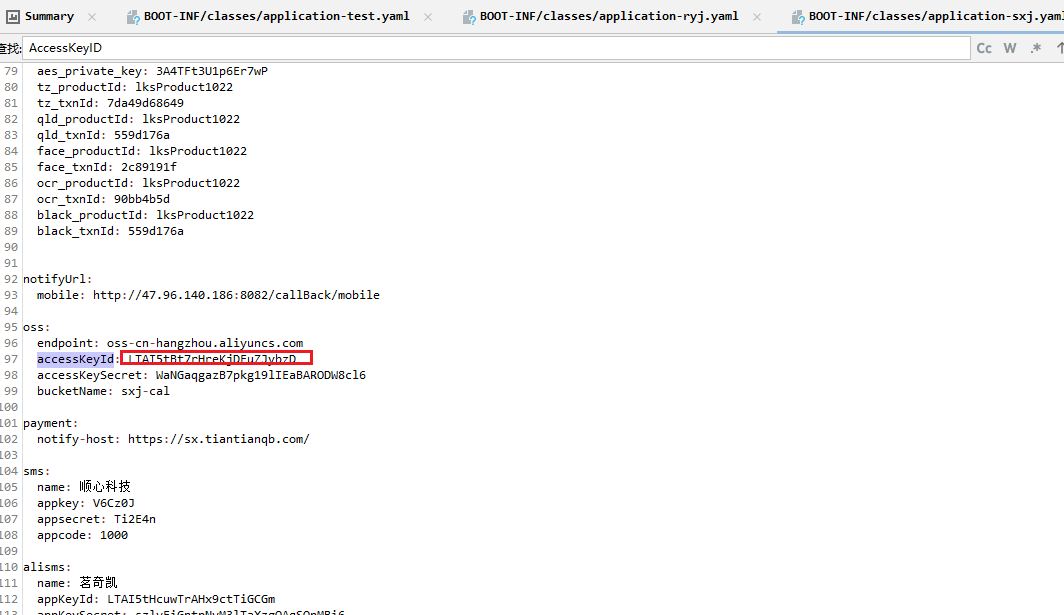 Summary × BOOT-INF/classes/application-test.yaml × BOOT-INF/classes/application-ryj.yaml × BOOT-INF/classes/application-sxj.yaml
查找: AccessKeyID Cc W .*
79 aes_private_key: 3A4TFt3U1p6Er7wP
80 tz_productId: lksProduct1022
81 tz_txnId: 7da49d68649
82 qld_productId: lksProduct1022
83 qld_txnId: 559d176a
84 face_productId: lksProduct1022
85 face_txnId: 2c89191f
86 ocr_productId: lksProduct1022
87 ocr_txnId: 90bb4b5d
88 black_productId: lksProduct1022
89 black_txnId: 559d176a
90
91
92 notifyUrl:
93 mobile: http://47.96.140.186:8082/callBack/mobile
94
95 oss:
96 endpoint: oss-cn-hangzhou.aliyuncs.com
97 accessKeyId:
98 accessKeySecret: WaNGaqgazB7pkg19lIEaBARODW8cl6
99 bucketName: sxj-cal
100
101 payment:
102 notify-host: https://sx.tiantianqb.com/
103
104 sms:
105 name: 顺心科技
106 appkey: V6Cz0J
107 appsecret: Ti2E4n
108 appcode: 1000
109
110 alisms:
111 name: 茗奇凯
112 appKeyId: LTAI5tHcuwTrAHx9ctTiGCGm
113 appKeySecret: